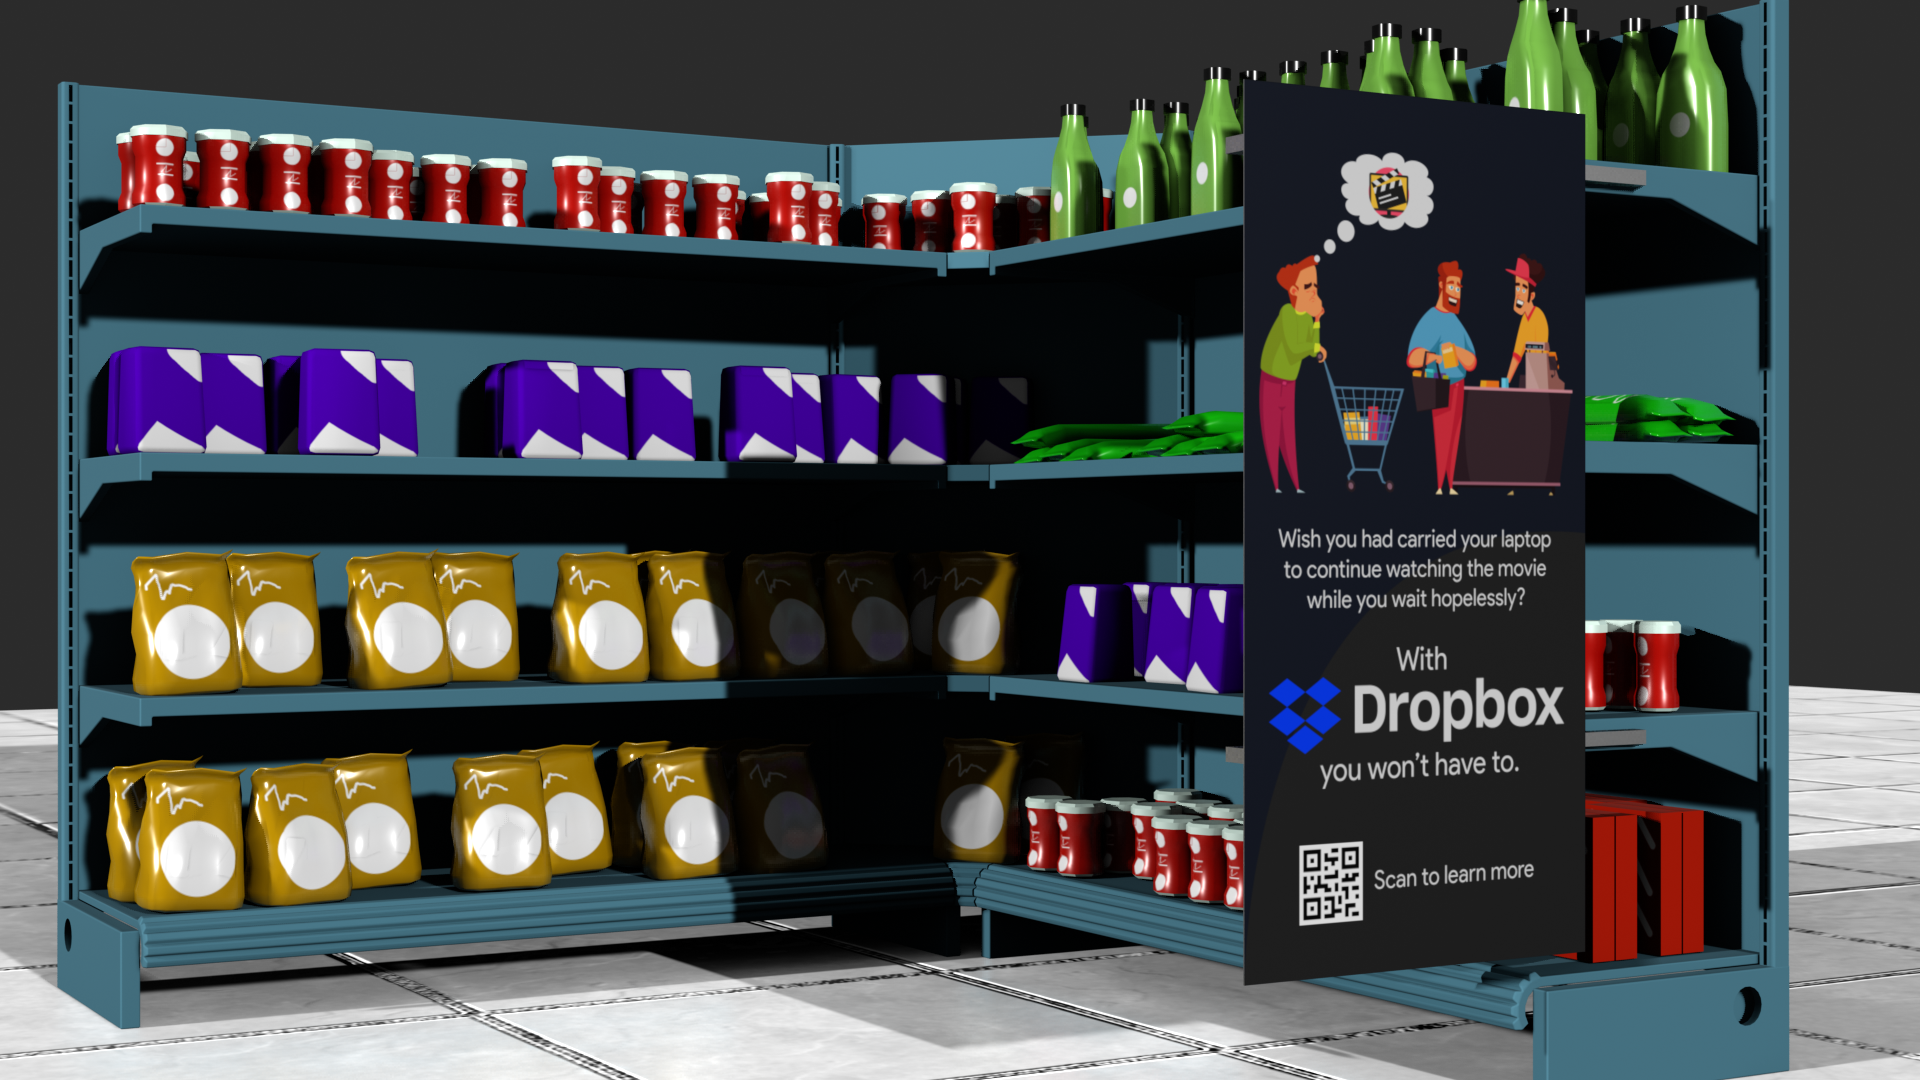 Wish you had carried your laptop
to continue watching the movie
while you wait hopelessly?
With
Dropbox
you won't have to.
Scan to learn more